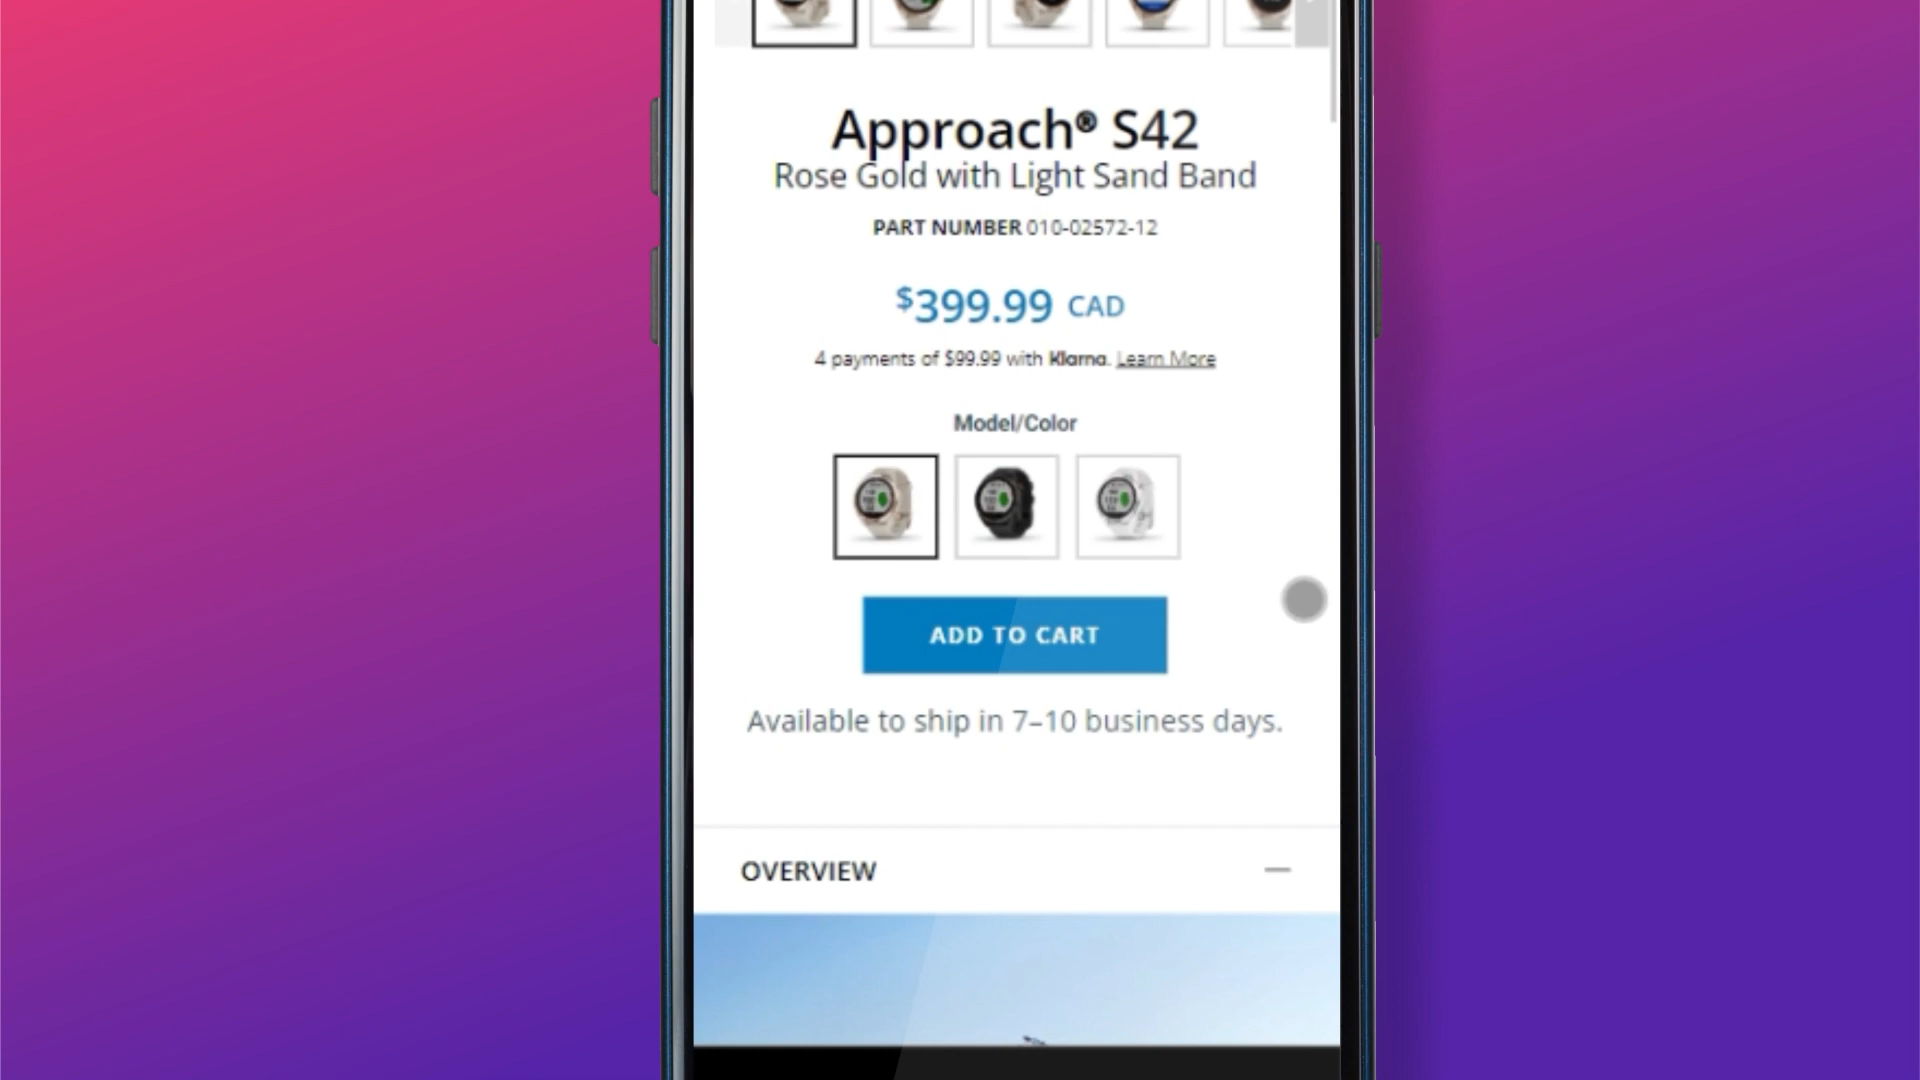 Approach® S42
Rose Gold with Light Sand Band
PART NUMBER 010-02572-12
$399.99 CAD
4 payments of $99.99 with Klarna. Learn More
Model/Color
ADD TO CART
Available to ship in 7–10 business days.
OVERVIEW